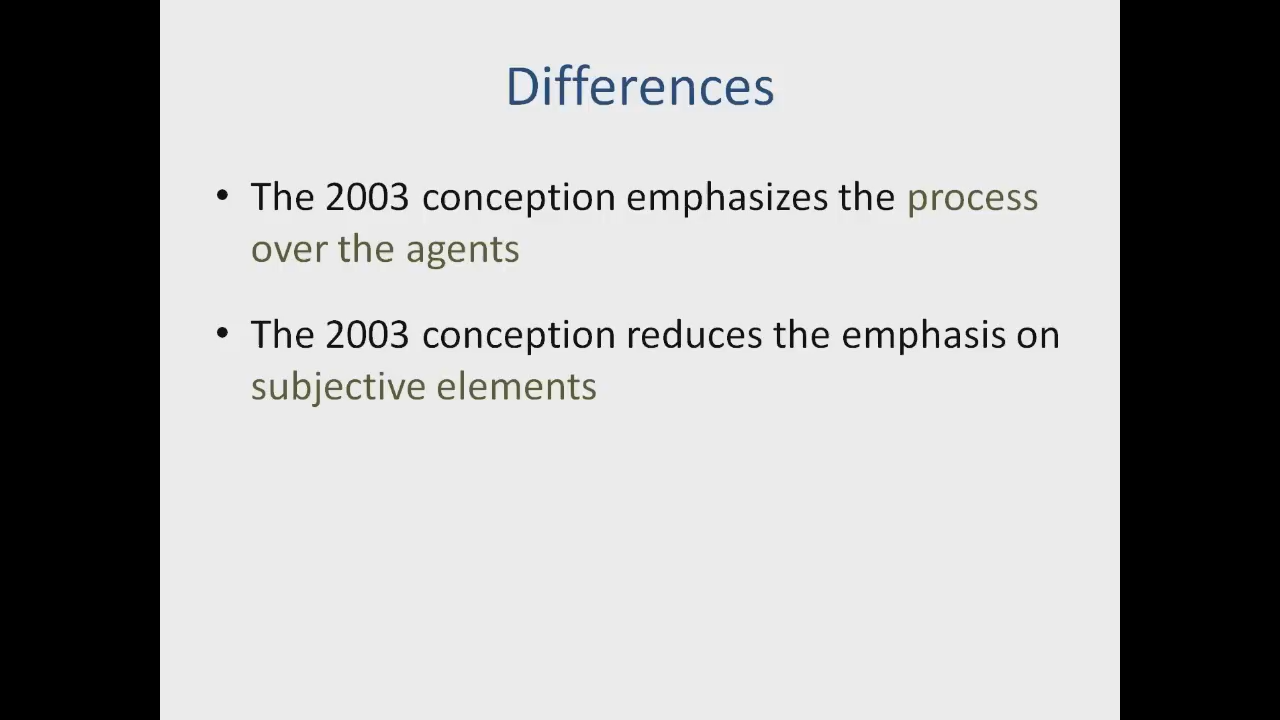 Differences
• The 2003 conception emphasizes the process
over the agents
• The 2003 conception reduces the emphasis on
subjective elements